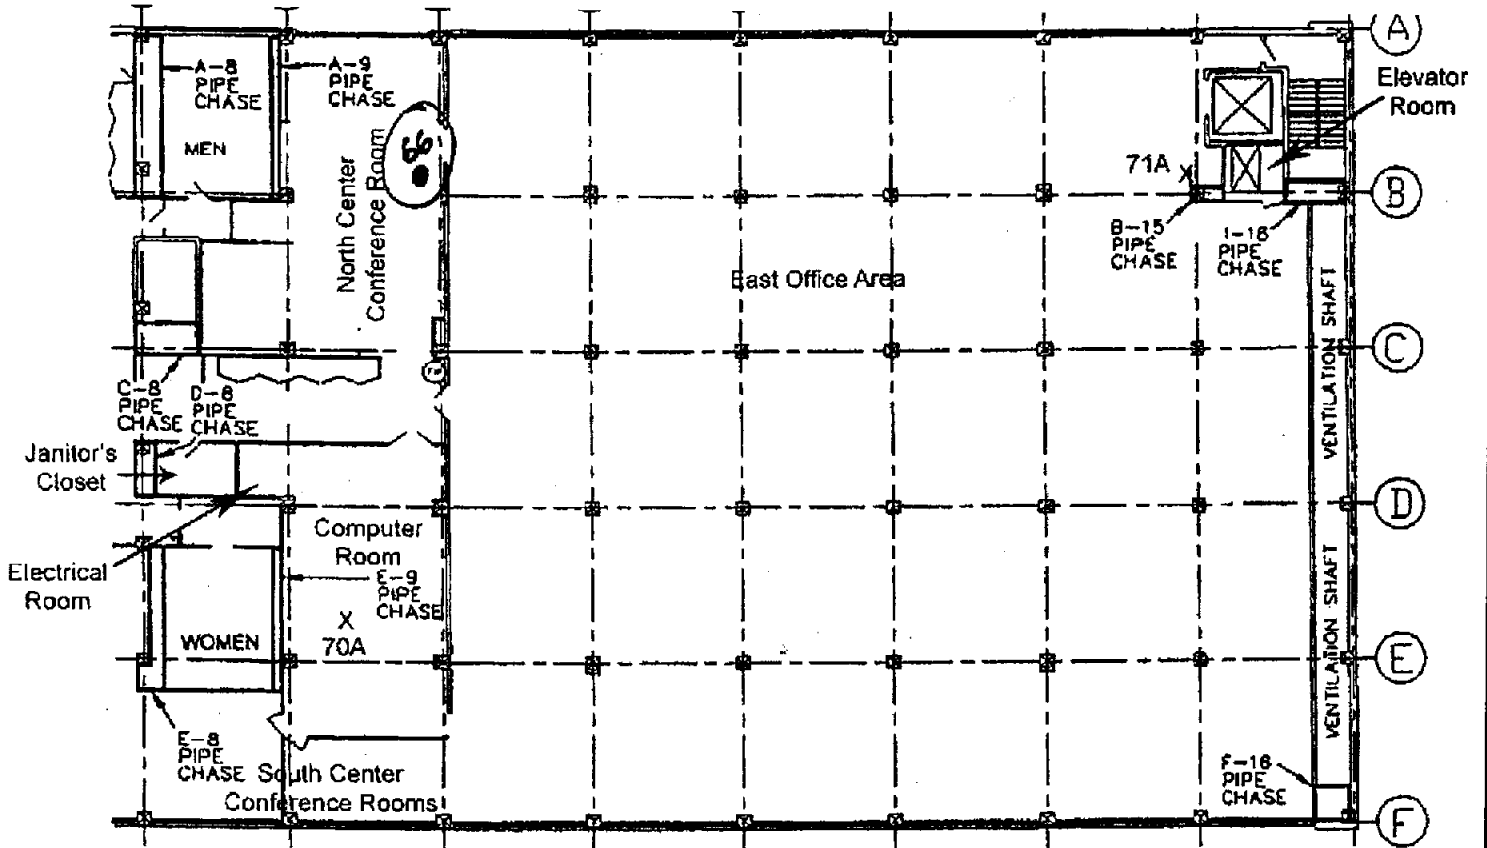 A
A-8
PIPE
CHASE
A-9
PIPE
CHASE
Elevator
Room
MEN
North Center
Conference Room
66
71A X
B
B-15
PIPE
CHASE
1-16
PIPE
CHASE
East Office Area
VENTILATION SHAFT
C
C-8
PIPE
CHASE
D-8
PIPE
CHASE
Janitor's
Closet
D
Computer
Room
Electrical
Room
E-9
PIPE
CHASE
VENTILATION SHAFT
X
70A
WOMEN
E
E-8
PIPE
CHASE
South Center
Conference Rooms
F-16
PIPE
CHASE
F